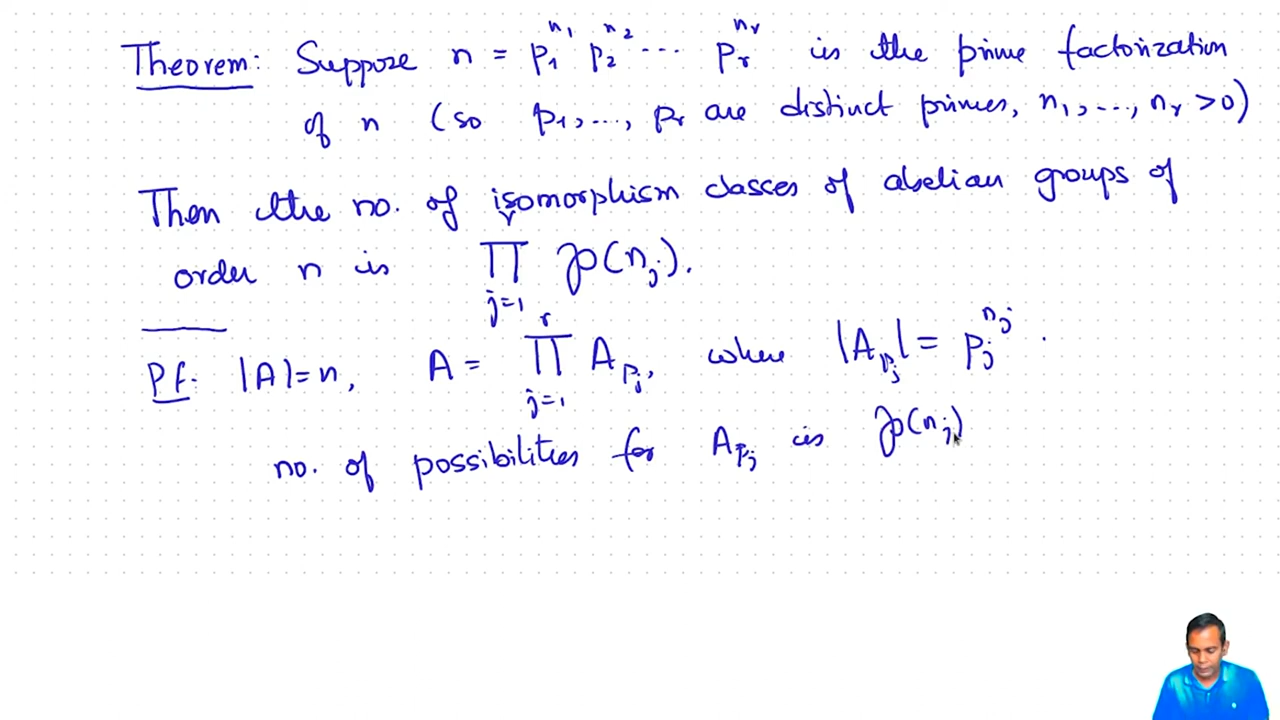 Theorem: Suppose n = p₁^{n₁} p₂^{n₂} ⋯ p_r^{n_r} is the prime factorization
of n (so p₁, ..., p_r are distinct primes, n₁, ..., n_r > 0)
Then the no. of isomorphism classes of abelian groups of
order n is ∏_{j=1}^{r} ℘(n_j).
Pf: |A| = n, A = ∏_{j=1}^{r} A_{p_j}, where |A_{p_j}| = p_j^{n_j}.
no. of possibilities for A_{p_j} is ℘(n_j)